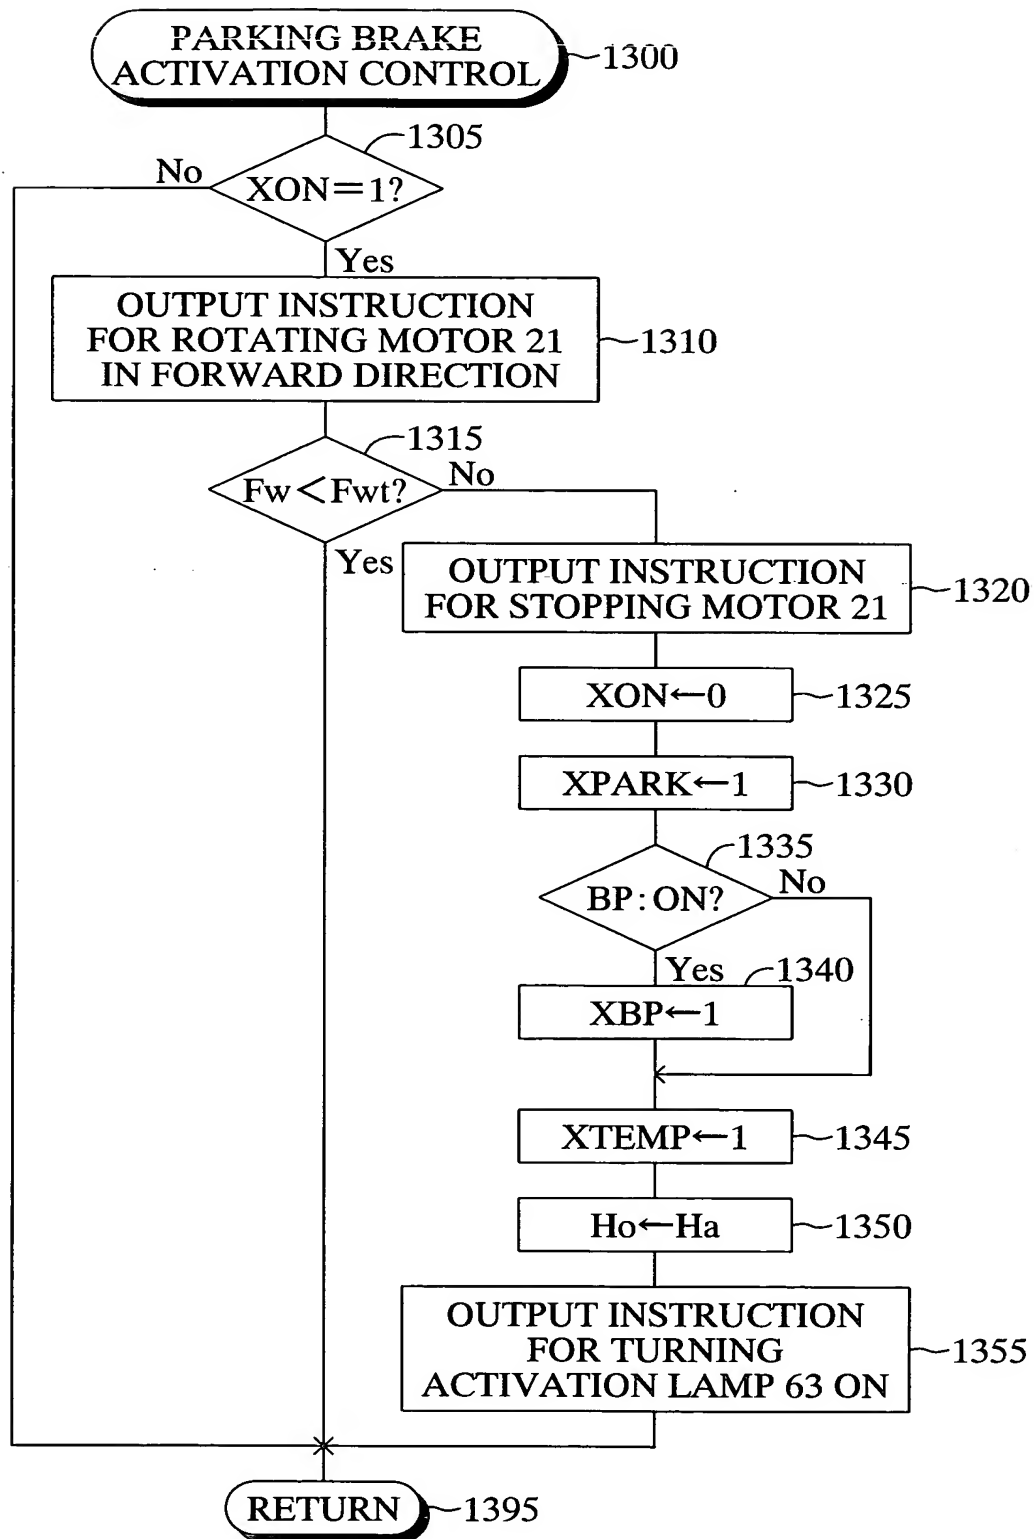 PARKING BRAKE
ACTIVATION CONTROL
1300
1305
No
XON=1?
Yes
OUTPUT INSTRUCTION
FOR ROTATING MOTOR 21
IN FORWARD DIRECTION
1310
1315
No
Fw<Fwt?
Yes
OUTPUT INSTRUCTION
FOR STOPPING MOTOR 21
1320
XON←0
1325
XPARK←1
1330
1335
No
BP:ON?
Yes
1340
XBP←1
XTEMP←1
1345
Ho←Ha
1350
OUTPUT INSTRUCTION
FOR TURNING
ACTIVATION LAMP 63 ON
1355
RETURN
1395